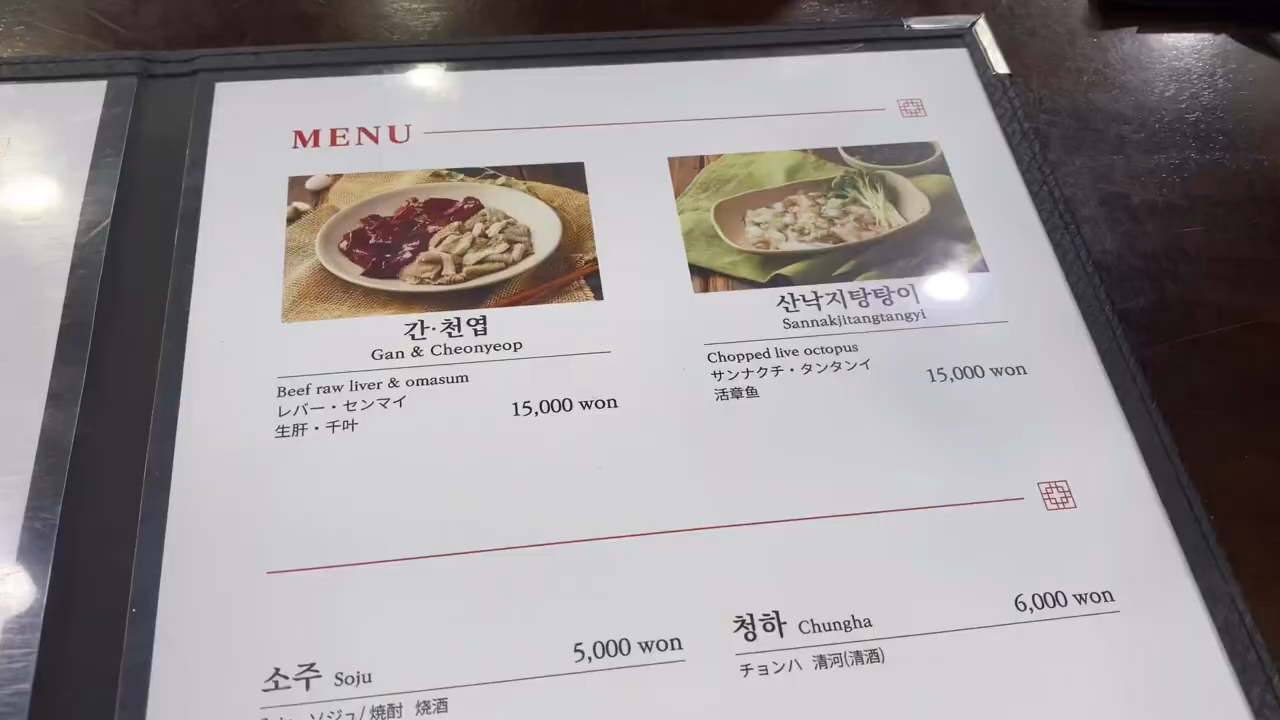 MENU
간·천엽
Gan & Cheonyeop
Beef raw liver & omasum
レバー・センマイ
生肝・千叶
15,000 won
산낙지탕탕이
Sannakjitangtangyi
Chopped live octopus
サンナクチ・タンタンイ
活章鱼
15,000 won
소주 Soju 5,000 won
ソジュ/焼酎 烧酒
청하 Chungha 6,000 won
チョンハ 清河(清酒)